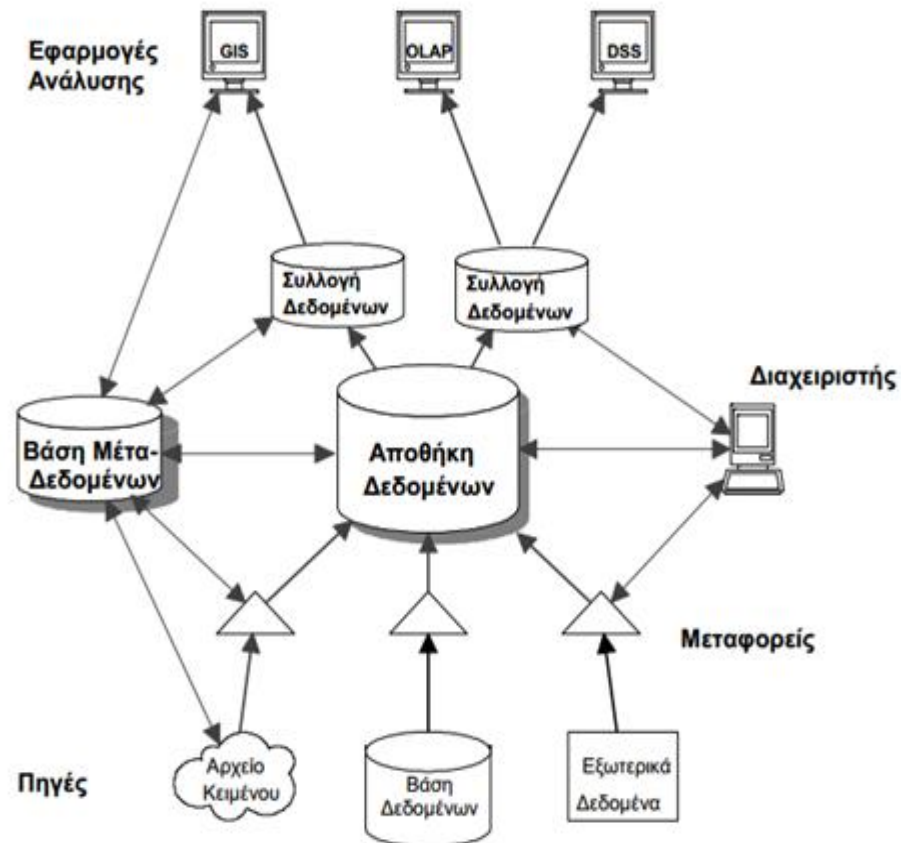 Εφαρμογές
Ανάλυσης
GIS
OLAP
DSS
Συλλογή
Δεδομένων
Συλλογή
Δεδομένων
Διαχειριστής
Βάση Μέτα-
Δεδομένων
Αποθήκη
Δεδομένων
Μεταφορείς
Πηγές
Αρχείο
Κειμένου
Βάση
Δεδομένων
Εξωτερικά
Δεδομένα